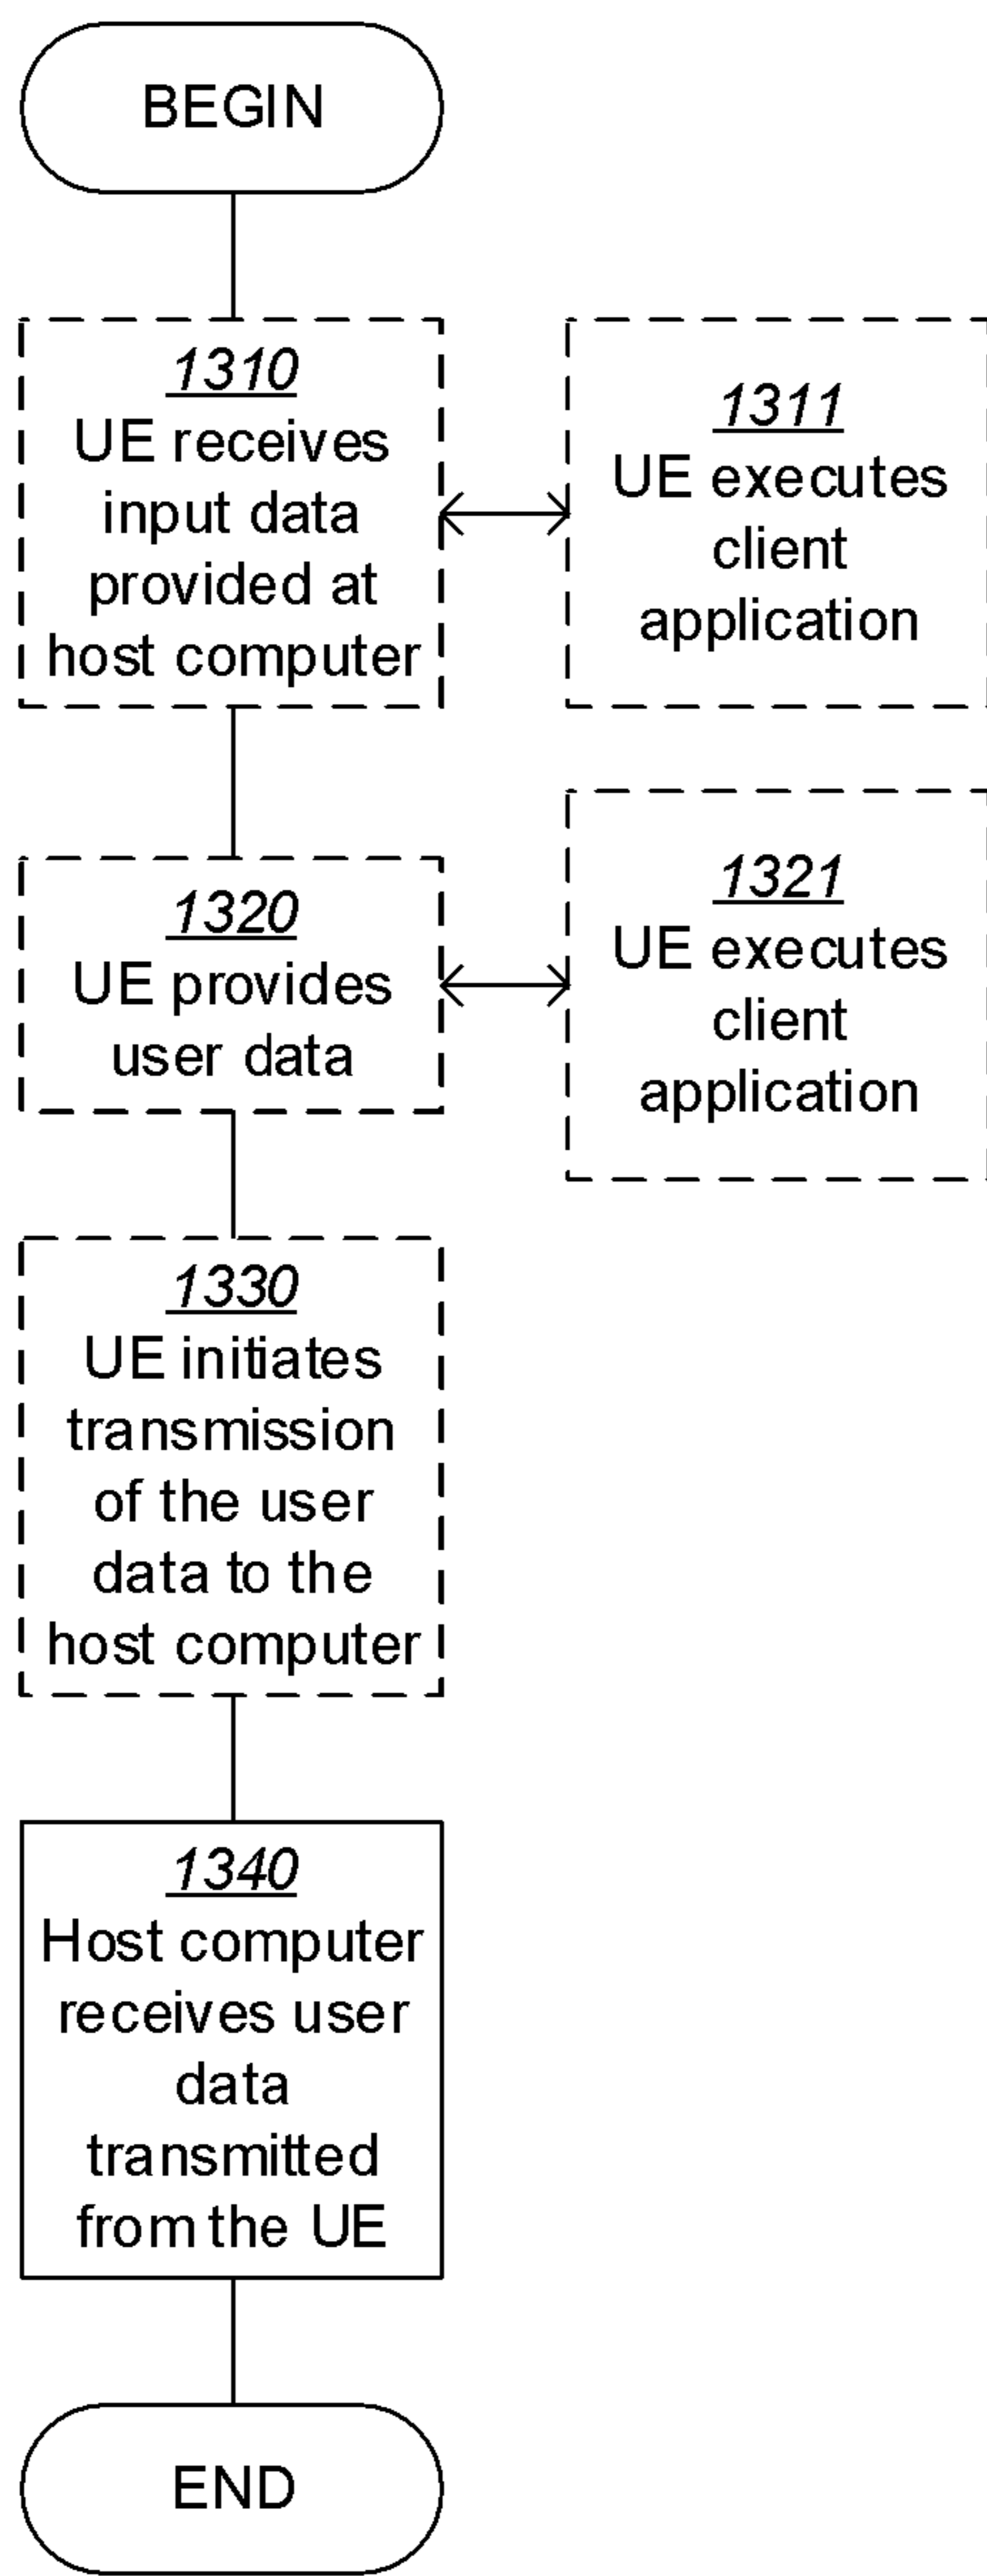 BEGIN
1310
UE receives
input data
provided at
host computer
1311
UE executes
client
application
1320
UE provides
user data
1321
UE executes
client
application
1330
UE initiates
transmission
of the user
data to the
host computer
1340
Host computer
receives user
data
transmitted
from the UE
END